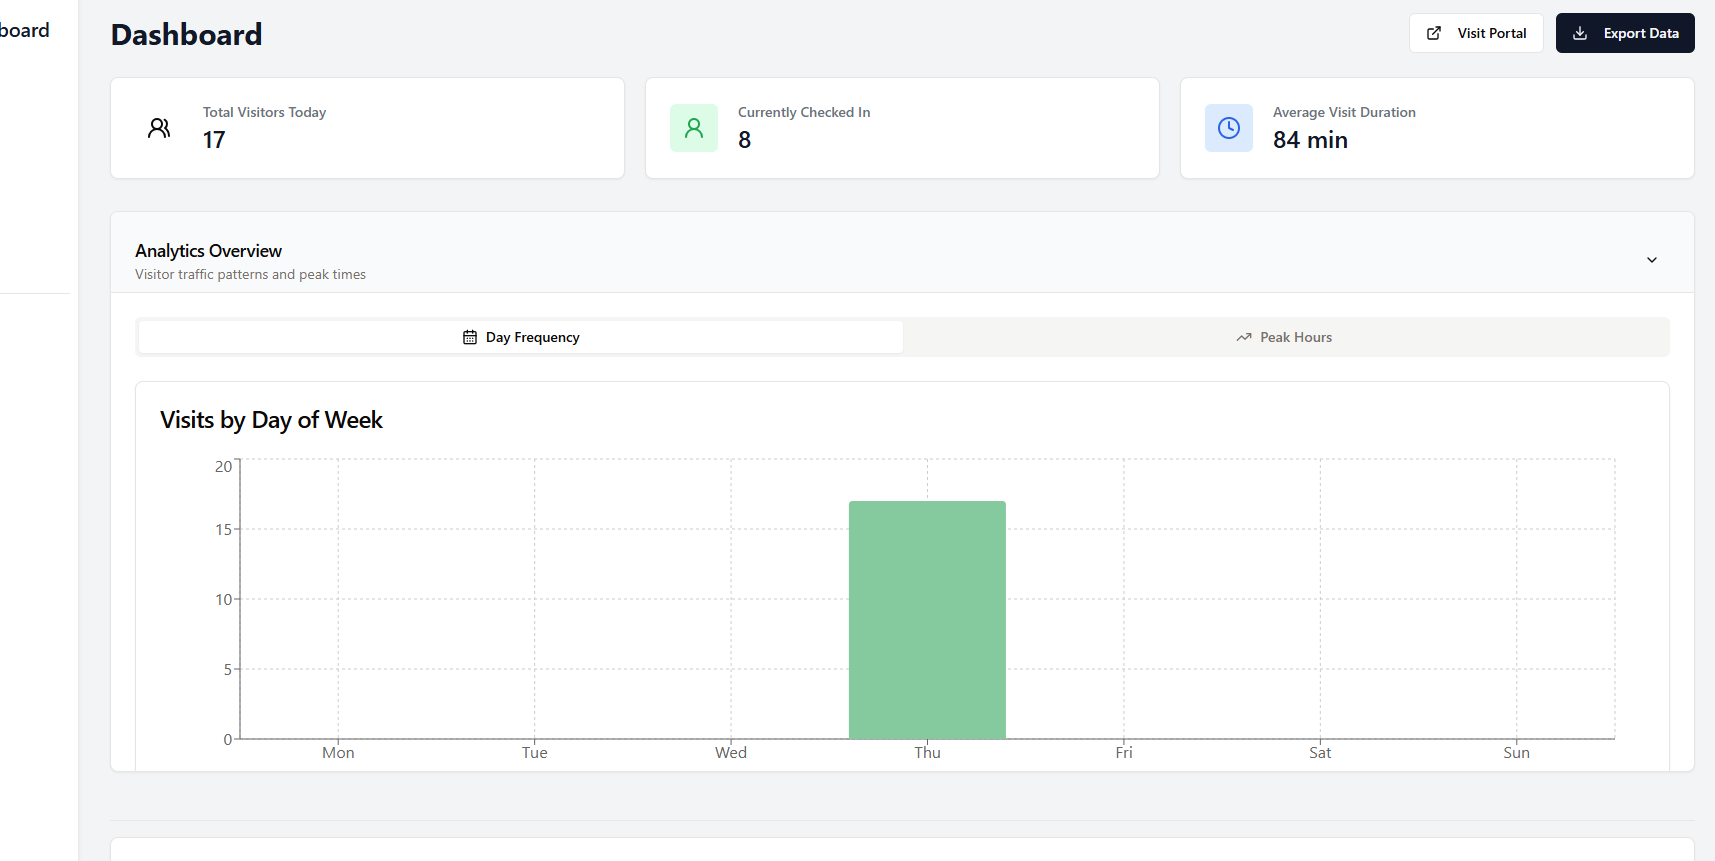 board
Dashboard
Visit Portal
Export Data
Total Visitors Today
17
Currently Checked In
8
Average Visit Duration
84 min
Analytics Overview
Visitor traffic patterns and peak times
Day Frequency
Peak Hours
Visits by Day of Week
20
15
10
5
0
Mon Tue Wed Thu Fri Sat Sun